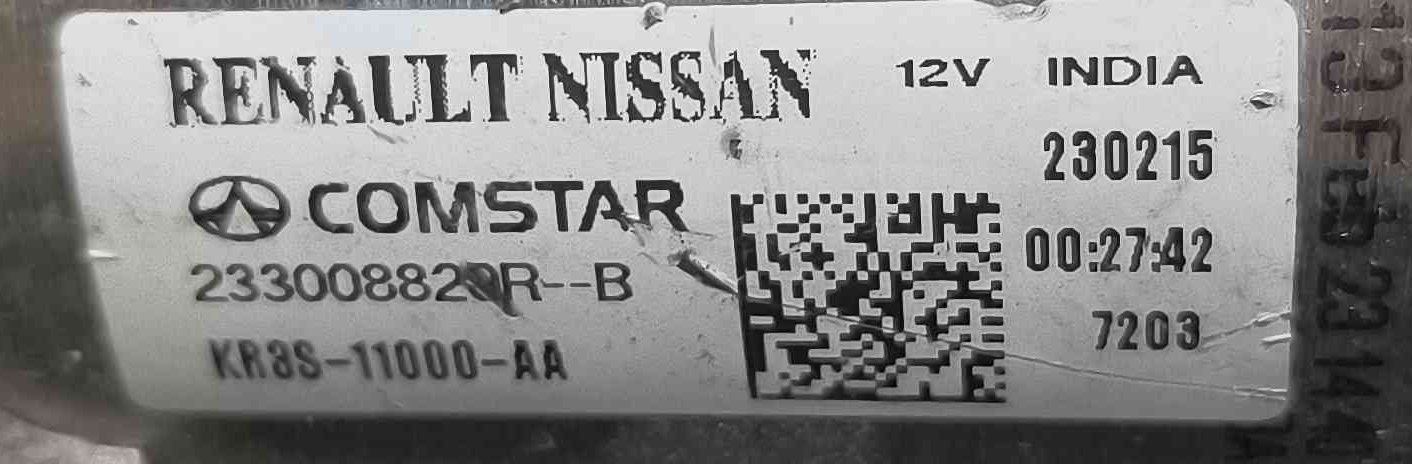 RENAULT NISSAN 12V INDIA
230215
COMSTAR
00:27:42
KR3S-11000-AA
7203